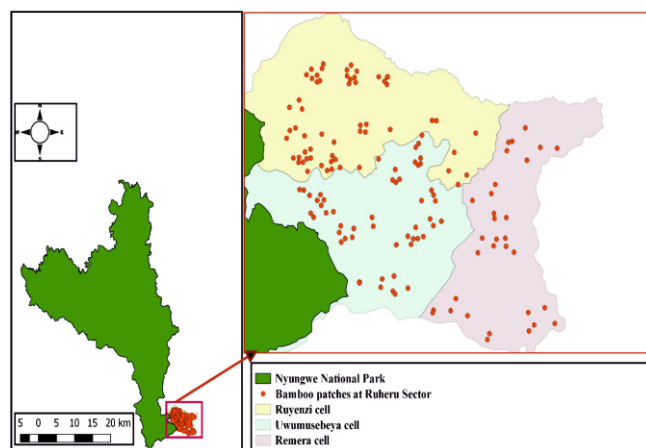 N
W E
S
5 0 5 10 15 20 km
Nyungwe National Park
Bamboo patches at Ruheru Sector
Ruyenzi cell
Uwumusebeya cell
Remera cell